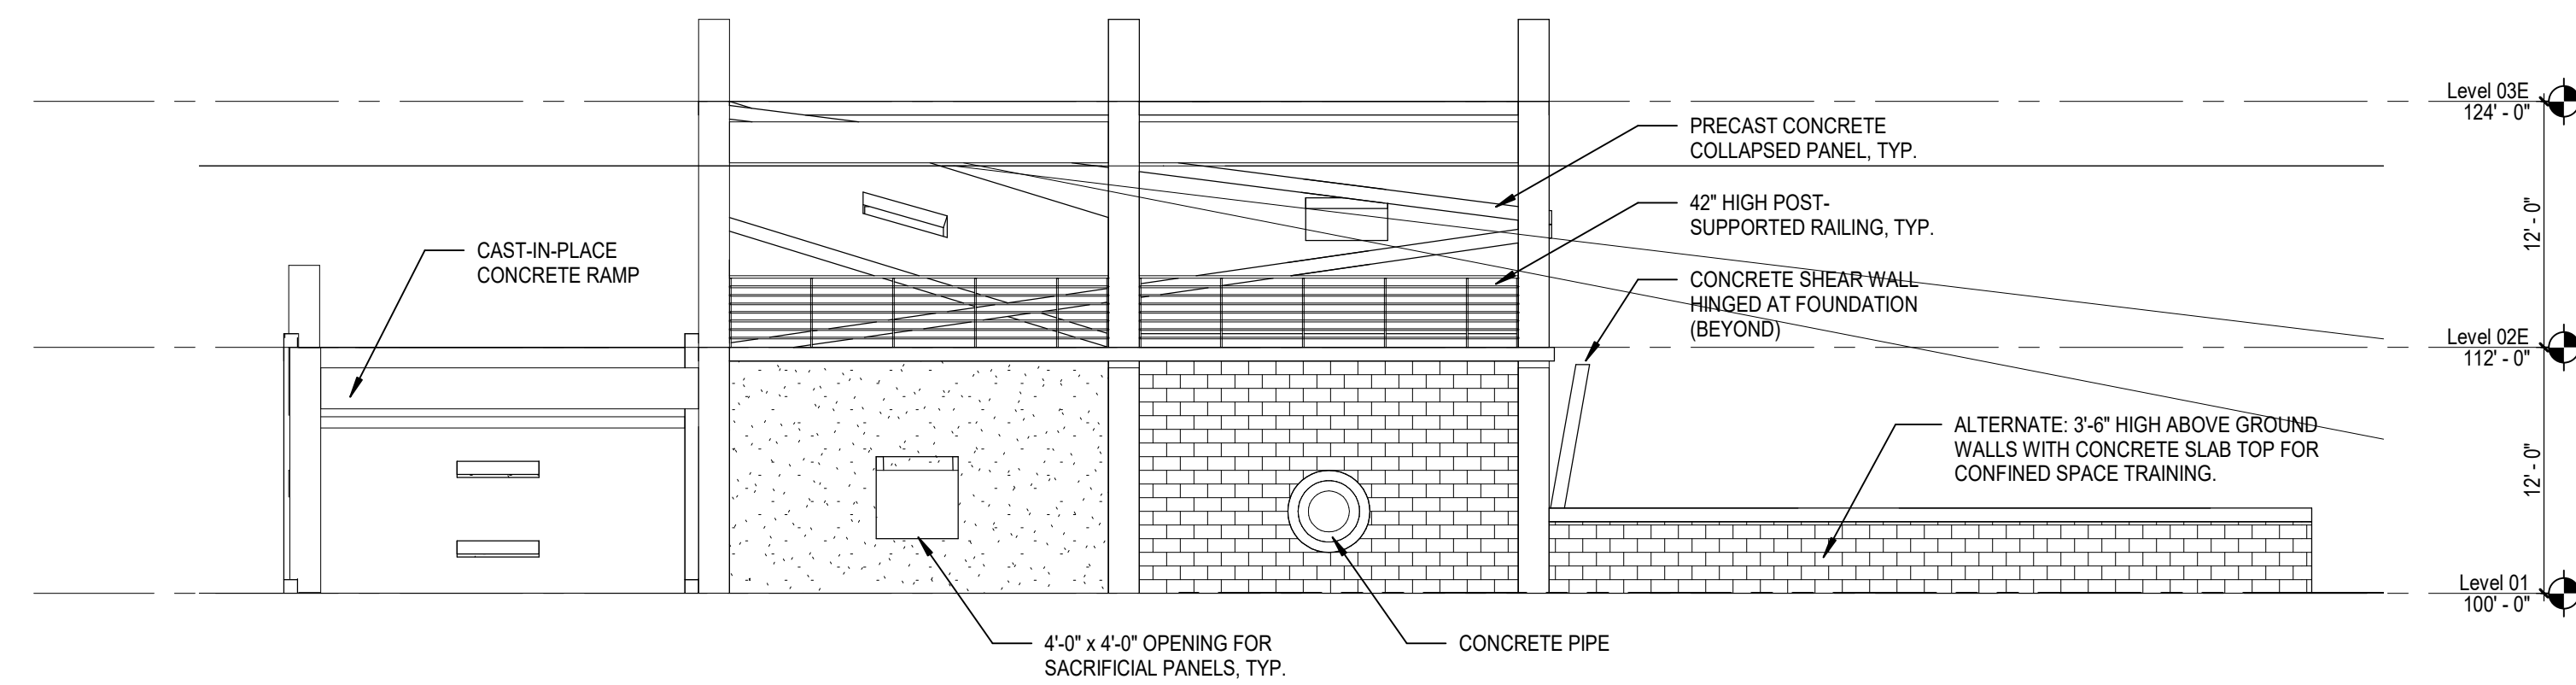 Level 03E
124' - 0"
PRECAST CONCRETE
COLLAPSED PANEL, TYP.
42" HIGH POST-
SUPPORTED RAILING, TYP.
12' - 0"
CAST-IN-PLACE
CONCRETE RAMP
CONCRETE SHEAR WALL
HINGED AT FOUNDATION
(BEYOND)
Level 02E
112' - 0"
ALTERNATE: 3'-6" HIGH ABOVE GROUND
WALLS WITH CONCRETE SLAB TOP FOR
CONFINED SPACE TRAINING.
12' - 0"
Level 01
100' - 0"
4'-0" x 4'-0" OPENING FOR
SACRIFICIAL PANELS, TYP.
CONCRETE PIPE